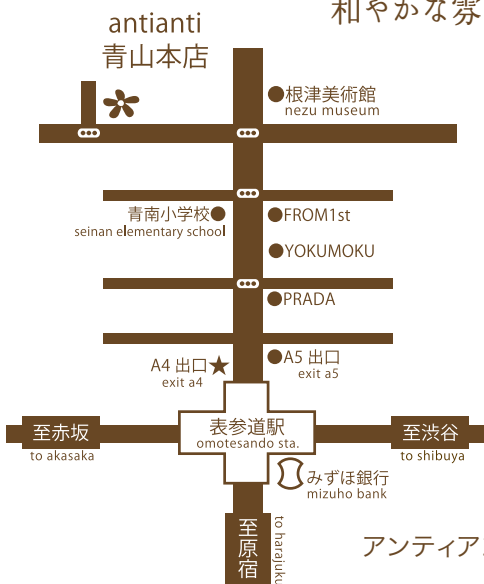 和やかな雰
antianti
青山本店
根津美術館
nezu museum
青南小学校
seinan elementary school
FROM1st
YOKUMOKU
PRADA
A4 出口
exit a4
A5 出口
exit a5
表参道駅
omotesando sta.
至赤坂
to akasaka
至渋谷
to shibuya
みずほ銀行
mizuho bank
至原宿
to harajuku
アンティア